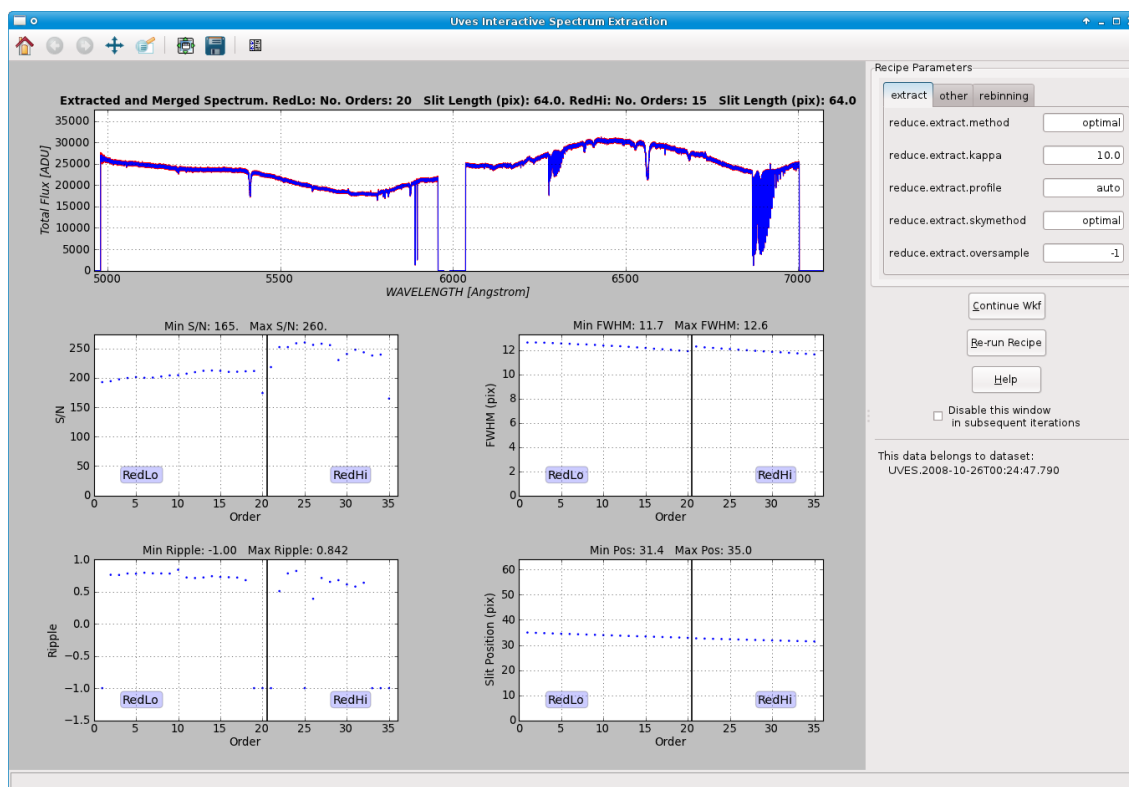 Uves Interactive Spectrum Extraction
Extracted and Merged Spectrum. RedLo: No. Orders: 20 Slit Length (pix): 64.0. RedHi: No. Orders: 15 Slit Length (pix): 64.0
Total Flux [ADU]
35000
30000
25000
20000
15000
10000
5000
0
5000 5500 6000 6500 7000
WAVELENGTH [Angstrom]
Min S/N: 165. Max S/N: 260.
S/N
250
200
150
100
50
0
RedLo
RedHi
0 5 10 15 20 25 30 35
Order
Min FWHM: 11.7 Max FWHM: 12.6
FWHM (pix)
12
10
8
6
4
2
0
RedLo
RedHi
0 5 10 15 20 25 30 35
Order
Min Ripple: -1.00 Max Ripple: 0.842
Ripple
1.0
0.5
0.0
−0.5
−1.0
−1.5
RedLo
RedHi
0 5 10 15 20 25 30 35
Order
Min Pos: 31.4 Max Pos: 35.0
Slit Position (pix)
60
50
40
30
20
10
0
RedLo
RedHi
0 5 10 15 20 25 30 35
Order
Recipe Parameters
extract other rebinning
reduce.extract.method optimal
reduce.extract.kappa 10.0
reduce.extract.profile auto
reduce.extract.skymethod optimal
reduce.extract.oversample -1
Continue Wkf
Re-run Recipe
Help
Disable this window
in subsequent iterations
This data belongs to dataset:
UVES.2008-10-26T00:24:47.790